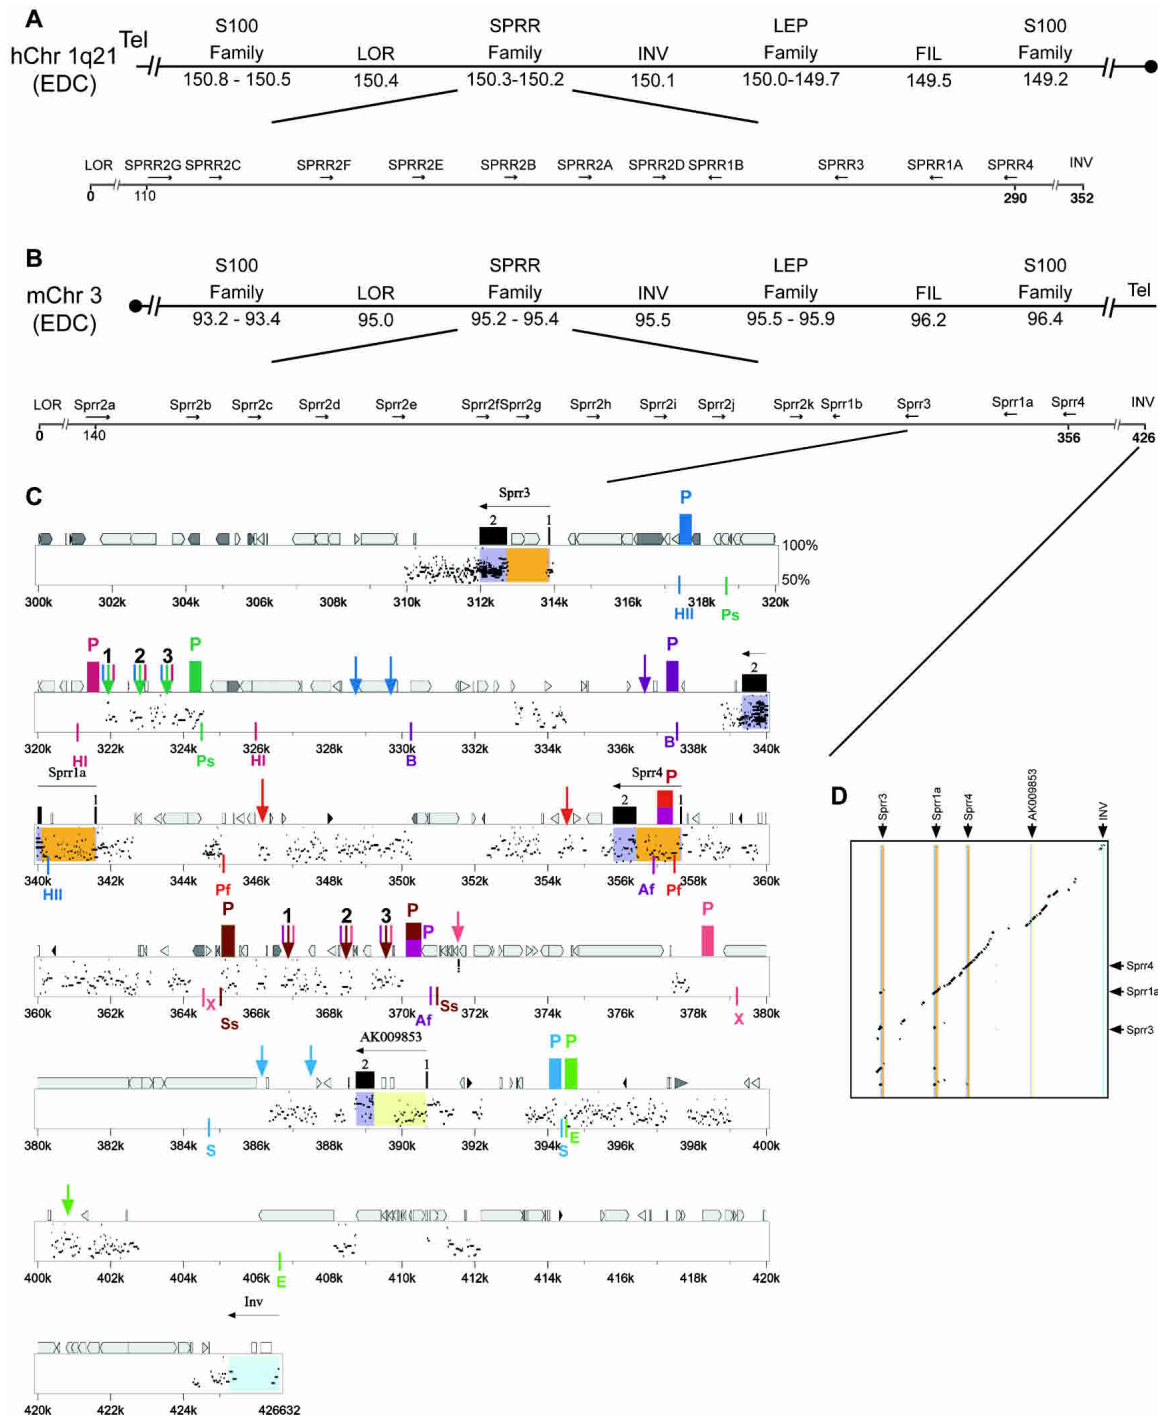 A
hChr 1q21
(EDC)
Tel
S100
Family
150.8 - 150.5
LOR
150.4
SPRR
Family
150.3-150.2
INV
150.1
LEP
Family
150.0-149.7
FIL
149.5
S100
Family
149.2
LOR SPRR2G SPRR2C SPRR2F SPRR2E SPRR2B SPRR2A SPRR2D SPRR1B SPRR3 SPRR1A SPRR4 INV
0 110 290 352
B
mChr 3
(EDC)
S100
Family
93.2 - 93.4
LOR
95.0
SPRR
Family
95.2 - 95.4
INV
95.5
LEP
Family
95.5 - 95.9
FIL
96.2
S100
Family
96.4
Tel
LOR Sprr2a Sprr2b Sprr2c Sprr2d Sprr2e Sprr2f Sprr2g Sprr2h Sprr2i Sprr2j Sprr2k Sprr1b Sprr3 Sprr1a Sprr4 INV
0 140 356 426
C
Sprr3
2 1
P
100%
50%
300k 302k 304k 306k 308k 310k 312k 314k 316k 318k 320k
HII Ps
P 1 2 3 P P
2
320k 322k 324k 326k 328k 330k 332k 334k 336k 338k 340k
HI Ps HI B B
Sprr1a Sprr4
1 2 P 1
340k 342k 344k 346k 348k 350k 352k 354k 356k 358k 360k
HII Pf Af Pf
P 1 2 3 P P P
360k 362k 364k 366k 368k 370k 372k 374k 376k 378k 380k
X Ss Af Ss X
AK009853
2 1
P P
380k 382k 384k 386k 388k 390k 392k 394k 396k 398k 400k
S S E
400k 402k 404k 406k 408k 410k 412k 414k 416k 418k 420k
E
Inv
420k 422k 424k 426632
D
Sprr3
Sprr1a
Sprr4
AK009853
INV
Sprr4
Sprr1a
Sprr3